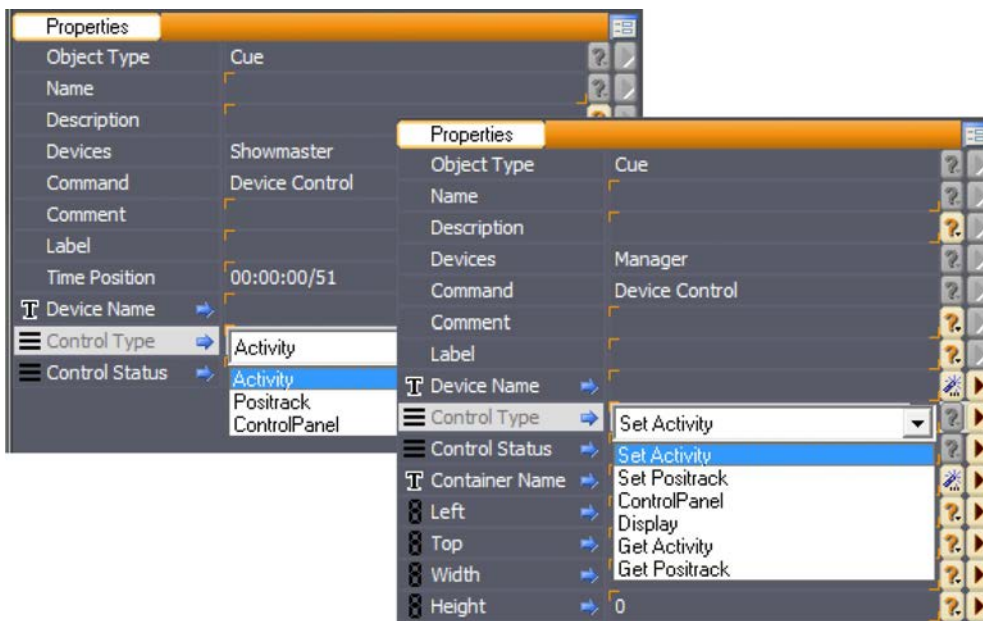 Properties
Object Type Cue
Name
Description
Devices Showmaster
Command Device Control
Comment
Label
Time Position 00:00:00/51
T Device Name
Control Type Activity
Control Status Activity
Positrack
ControlPanel
Properties
Object Type Cue
Name
Description
Devices Manager
Command Device Control
Comment
Label
T Device Name
Control Type Set Activity
Control Status Set Activity
T Container Name Set Positrack
ControlPanel
Left Display
Top Get Activity
Width Get Positrack
Height 0